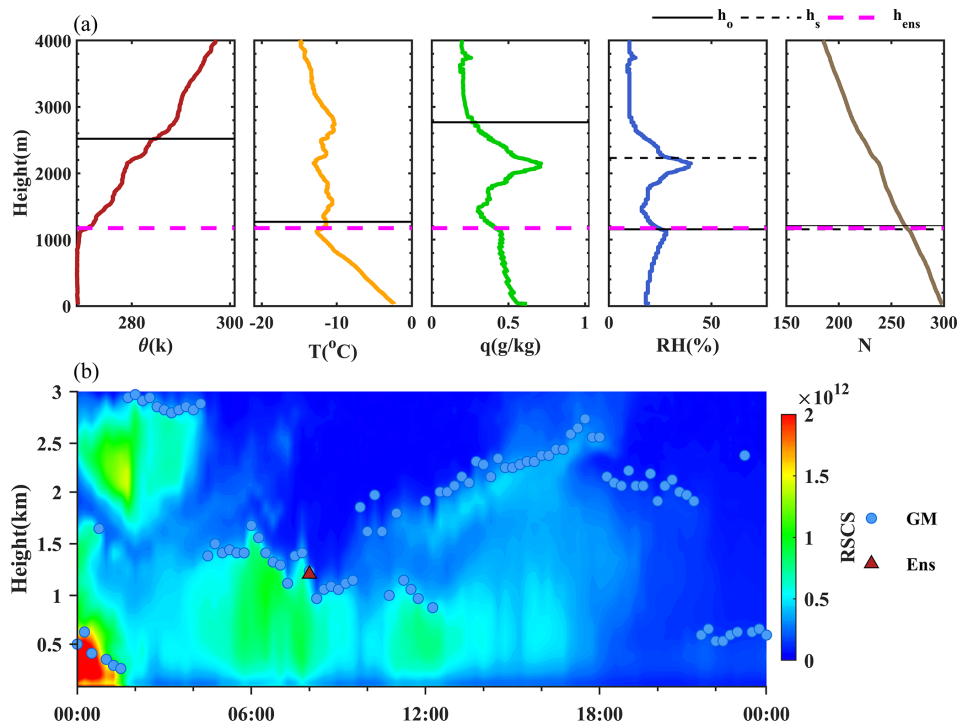 (a)
h_o h_s h_ens
4000
3000
2000
1000
0
Height(m)
280 300
θ(k)
-20 -10 0
T(°C)
0 0.5 1
q(g/kg)
0 50
RH(%)
150 200 250 300
N
(b)
3
2.5
2
1.5
1
0.5
Height(km)
00:00 06:00 12:00 18:00 00:00
×10^12
2
1.5
1
0.5
0
RSCS
GM
Ens